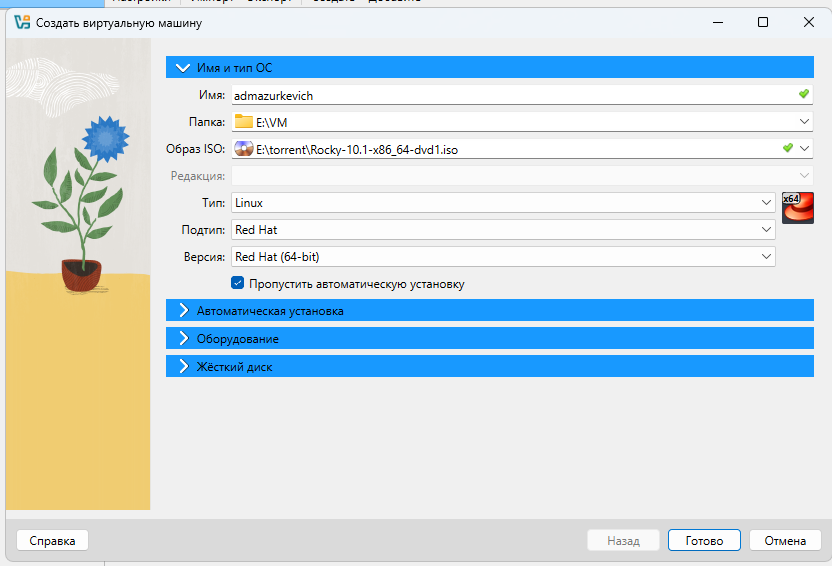 Создать виртуальную машину
Имя и тип ОС
Имя: admazurkevich
Папка: E:\VM
Образ ISO: E:\torrent\Rocky-10.1-x86_64-dvd1.iso
Редакция:
Тип: Linux
x64
Подтип: Red Hat
Версия: Red Hat (64-bit)
Пропустить автоматическую установку
Автоматическая установка
Оборудование
Жёсткий диск
Справка Назад Готово Отмена